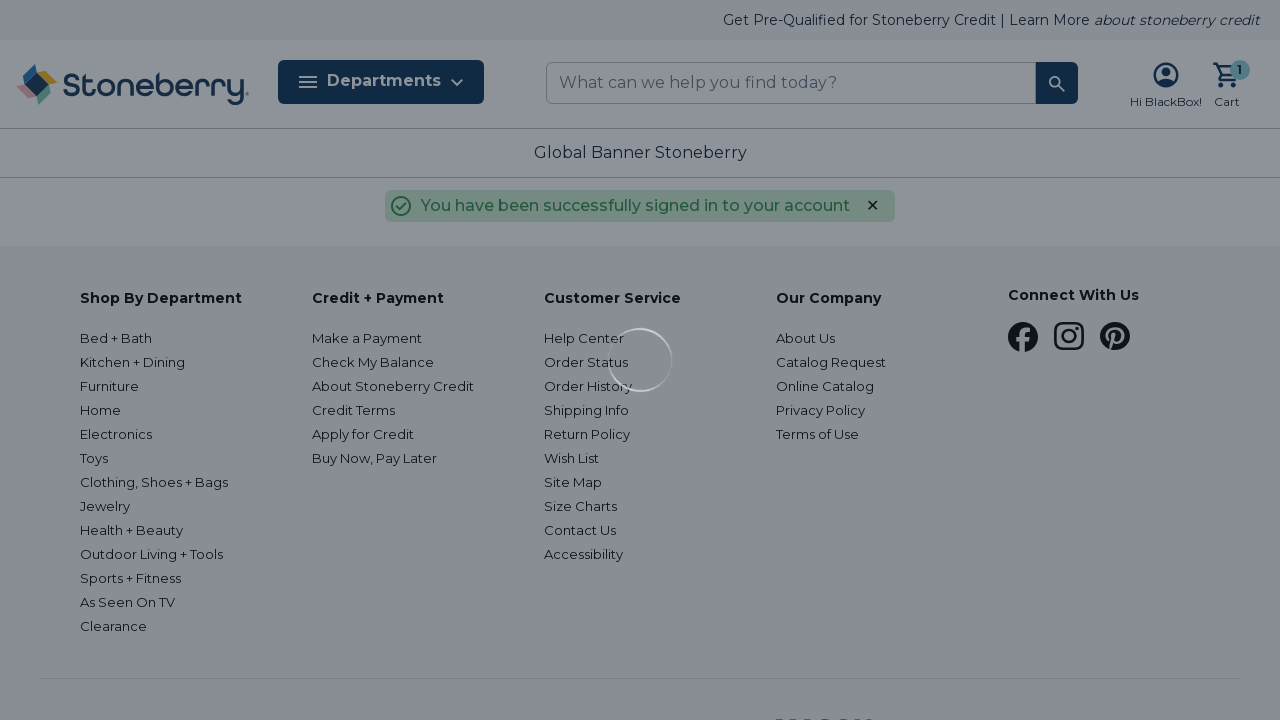 Get Pre-Qualified for Stoneberry Credit | Learn More about stoneberry credit
Stoneberry
Departments
What can we help you find today?
1
Hi BlackBox!
Cart
Global Banner Stoneberry
You have been successfully signed in to your account ✕
Shop By Department
Bed + Bath
Kitchen + Dining
Furniture
Home
Electronics
Toys
Clothing, Shoes + Bags
Jewelry
Health + Beauty
Outdoor Living + Tools
Sports + Fitness
As Seen On TV
Clearance
Credit + Payment
Make a Payment
Check My Balance
About Stoneberry Credit
Credit Terms
Apply for Credit
Buy Now, Pay Later
Customer Service
Help Center
Order Status
Order History
Shipping Info
Return Policy
Wish List
Site Map
Size Charts
Contact Us
Accessibility
Our Company
About Us
Catalog Request
Online Catalog
Privacy Policy
Terms of Use
Connect With Us